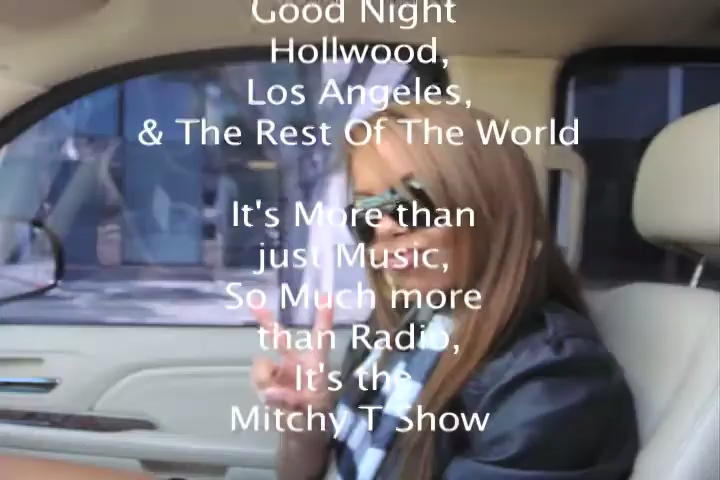 Good Night
Hollwood,
Los Angeles,
& The Rest Of The World
It's More than
just Music,
So Much more
than Radio,
It's the
Mitchy T Show